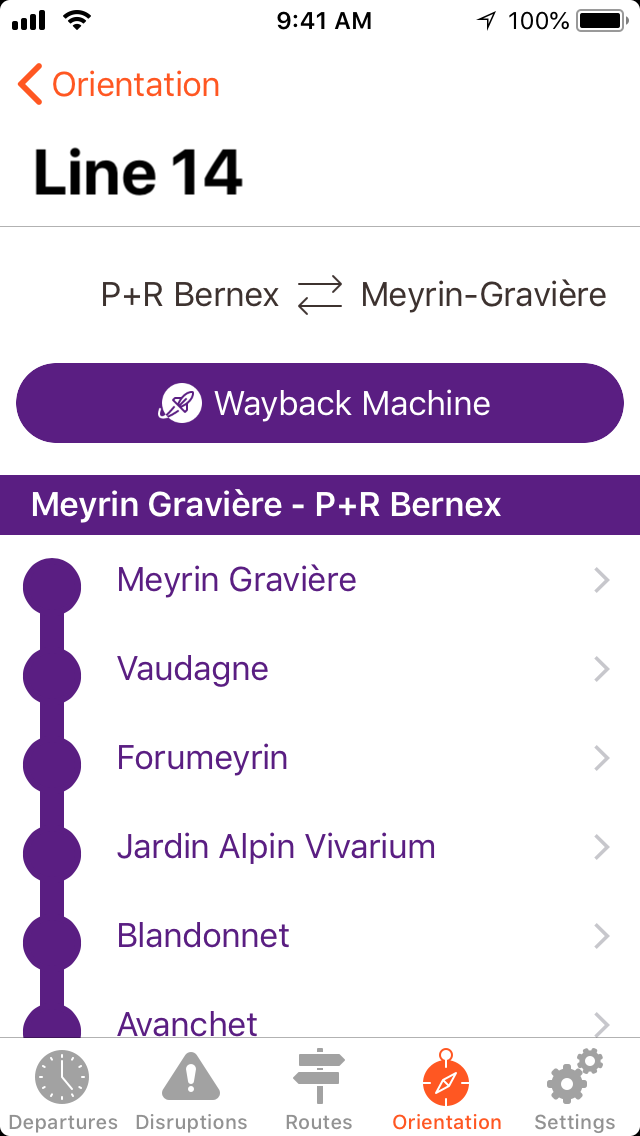 9:41 AM 100%
Orientation
Line 14
P+R Bernex Meyrin-Gravière
Wayback Machine
Meyrin Gravière - P+R Bernex
Meyrin Gravière
Vaudagne
Forumeyrin
Jardin Alpin Vivarium
Blandonnet
Avanchet
Departures Disruptions Routes Orientation Settings